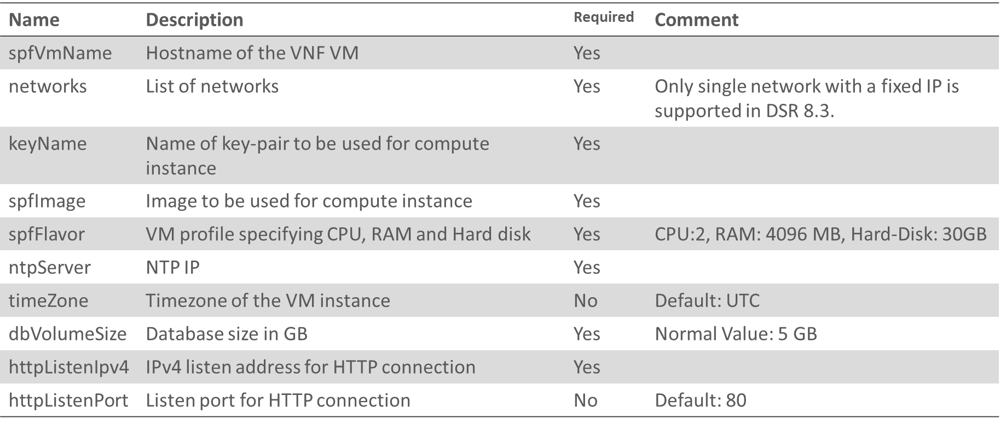 Name Description Required Comment
spfVmName Hostname of the VNF VM Yes
networks List of networks Yes Only single network with a fixed IP is
supported in DSR 8.3.
keyName Name of key-pair to be used for compute Yes
instance
spfImage Image to be used for compute instance Yes
spfFlavor VM profile specifying CPU, RAM and Hard disk Yes CPU:2, RAM: 4096 MB, Hard-Disk: 30GB
ntpServer NTP IP Yes
timeZone Timezone of the VM instance No Default: UTC
dbVolumeSize Database size in GB Yes Normal Value: 5 GB
httpListenIpv4 IPv4 listen address for HTTP connection Yes
httpListenPort Listen port for HTTP connection No Default: 80